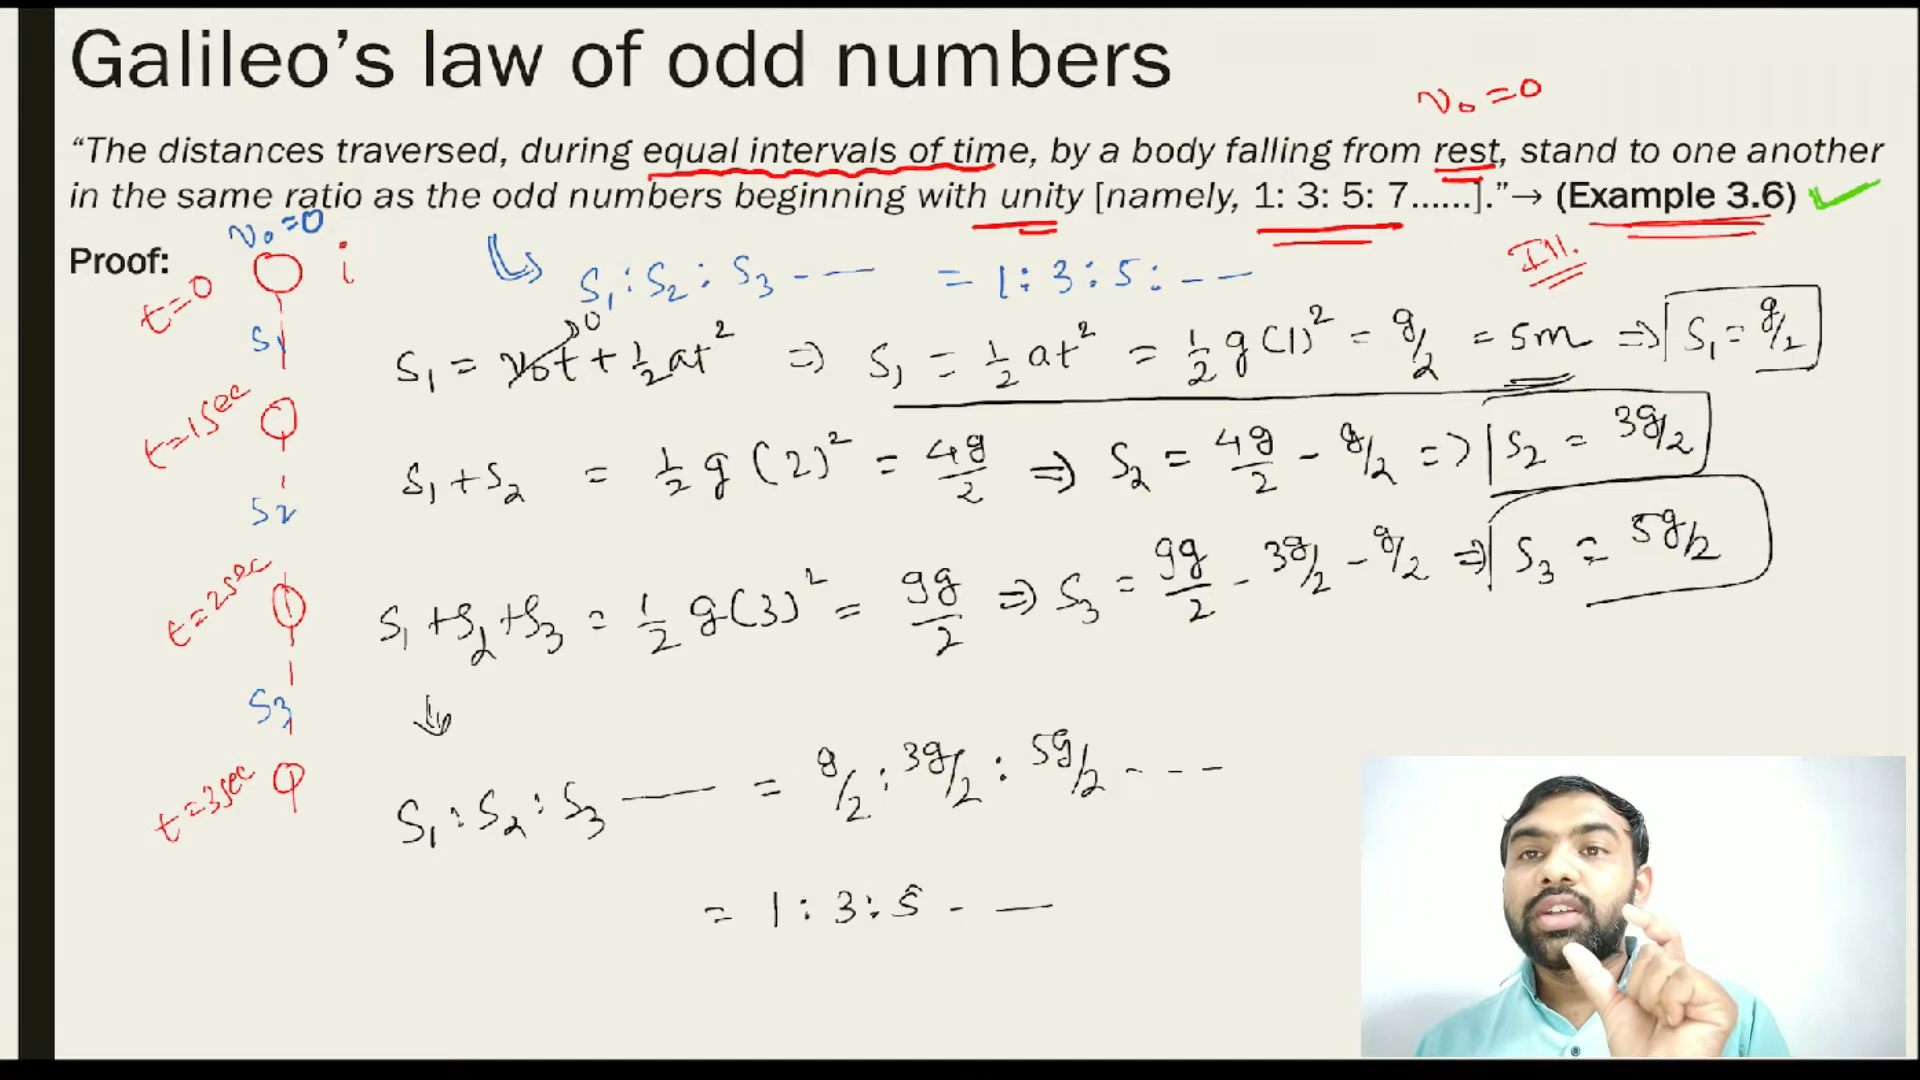 Galileo’s law of odd numbers
v₀ = 0
“The distances traversed, during equal intervals of time, by a body falling from rest, stand to one another
in the same ratio as the odd numbers beginning with unity [namely, 1: 3: 5: 7……].”→ (Example 3.6) ✓
Proof:
v₀ = 0
S₁ : S₂ : S₃ - - — = 1 : 3 : 5 : - —
t = 0
S₁
t = 1sec
S₂
t = 2sec
S₃
t = 3sec
S₁ = v₀t + ½at² ⇒ S₁ = ½at² = ½g(1)² = g/2 = 5m ⇒ S₁ = g/2
0
S₁ + S₂ = ½g(2)² = 4g/2 ⇒ S₂ = 4g/2 - g/2 ⇒ S₂ = 3g/2
S₁ + S₂ + S₃ = ½g(3)² = 9g/2 ⇒ S₃ = 9g/2 - 3g/2 - g/2 ⇒ S₃ = 5g/2
S₁ : S₂ : S₃ — = g/2 : 3g/2 : 5g/2 - - -
= 1 : 3 : 5 - —